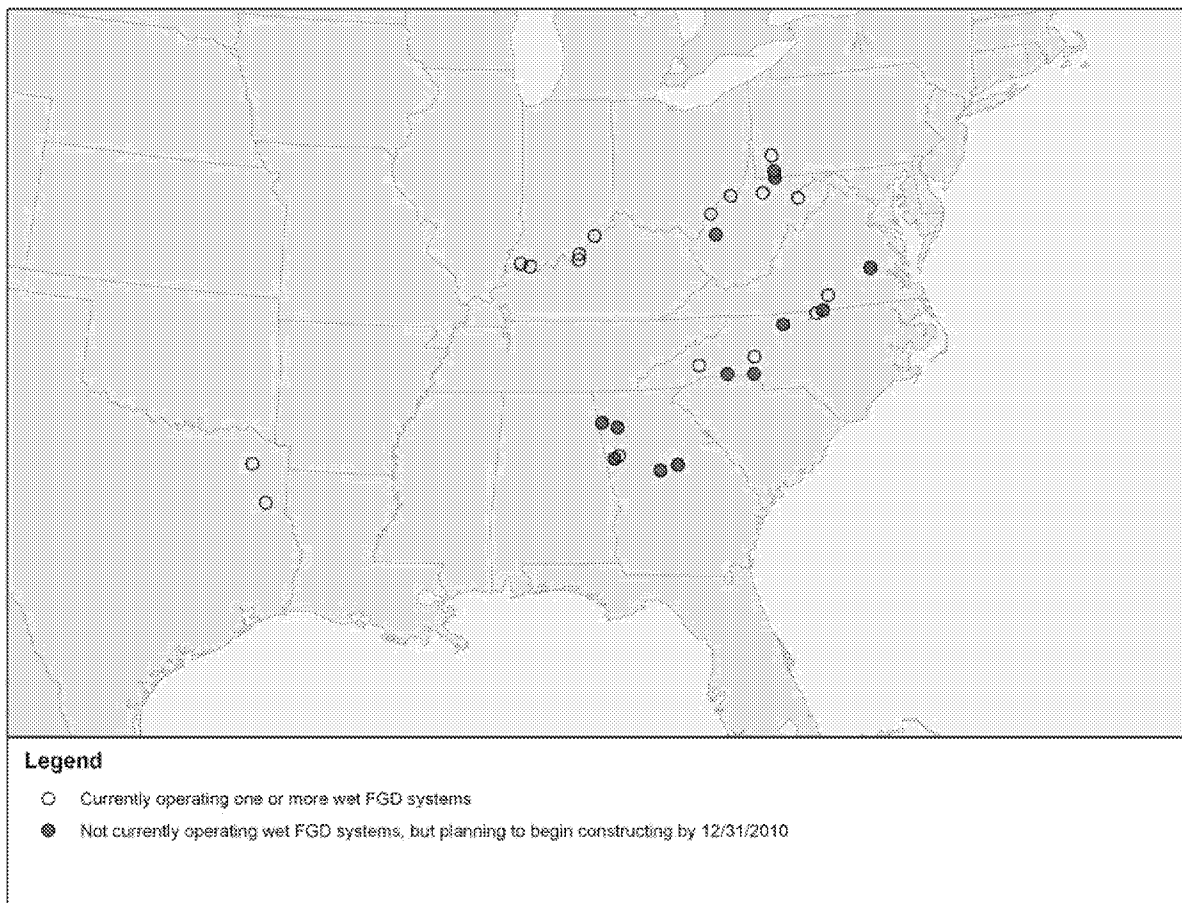 Legend
Currently operating one or more wet FGD systems
Not currently operating wet FGD systems, but planning to begin constructing by 12/31/2010